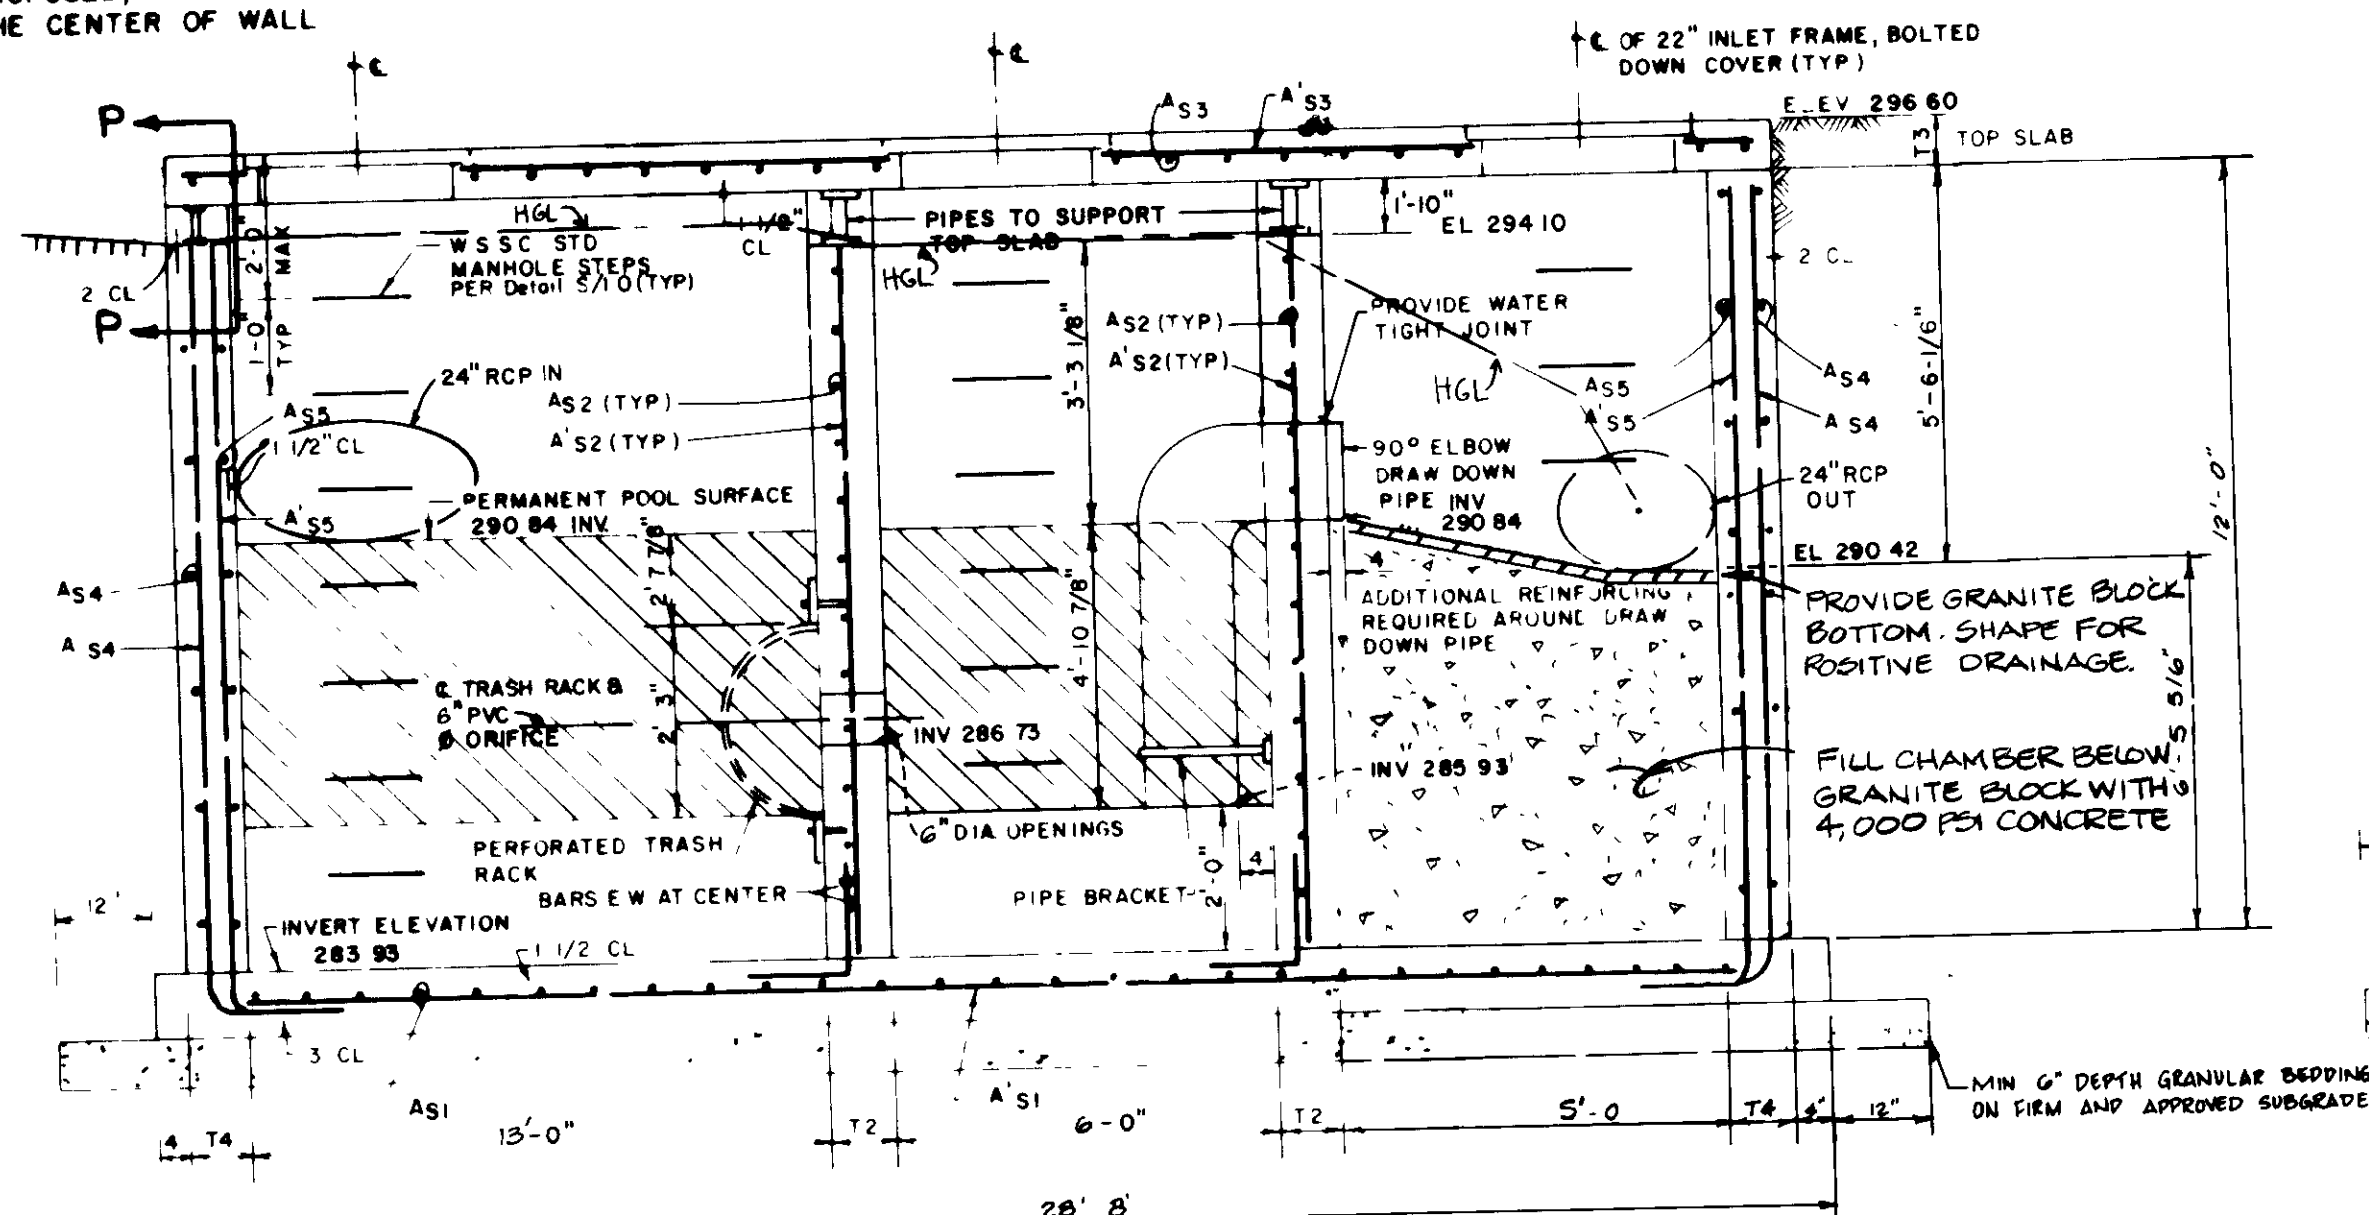 HE CENTER OF WALL
℄
℄
℄ OF 22" INLET FRAME, BOLTED
DOWN COVER (TYP)
P
AS3
A'S3
ELEV 296 60
T3
TOP SLAB
HGL
W S S C STD
MANHOLE STEPS
PER Detail S/10 (TYP)
2'-0"
MAX
1-0"
TYP
2 CL
P
1 1/2"
CL
PIPES TO SUPPORT
TOP SLAB
HGL
1'-10"
EL 294 10
2 CL
3'-3 1/8"
AS2 (TYP)
A'S2 (TYP)
PROVIDE WATER
TIGHT JOINT
HGL
AS5
A'S5
AS4
AS4
5'-6-1/6"
12'-0"
24" RCP IN
AS2 (TYP)
A'S2 (TYP)
AS5
1 1/2" CL
A'S5
PERMANENT POOL SURFACE
290 84 INV
90° ELBOW
DRAW DOWN
PIPE INV
290 84
24" RCP
OUT
EL 290 42
AS4
AS4
2' 7 7/8"
4'-10 7/8"
4
ADDITIONAL REINFORCING
REQUIRED AROUND DRAW
DOWN PIPE
PROVIDE GRANITE BLOCK
BOTTOM. SHAPE FOR
POSITIVE DRAINAGE.
℄ TRASH RACK &
6" PVC
Ø ORIFICE
2' 3"
INV 286 73
INV 285 93'
FILL CHAMBER BELOW
GRANITE BLOCK WITH
4,000 PSI CONCRETE
5 5/16"
6" DIA OPENINGS
PERFORATED TRASH
RACK
BARS E W AT CENTER
PIPE BRACKET
2'-0"
4
12'
INVERT ELEVATION
283 93
1 1/2 CL
3 CL
AS1
A'S1
MIN 6" DEPTH GRANULAR BEDDING
ON FIRM AND APPROVED SUBGRADE
4 T4
13'-0"
T2
6-0"
T2
5'-0
T4
4"
12"
28' 8'